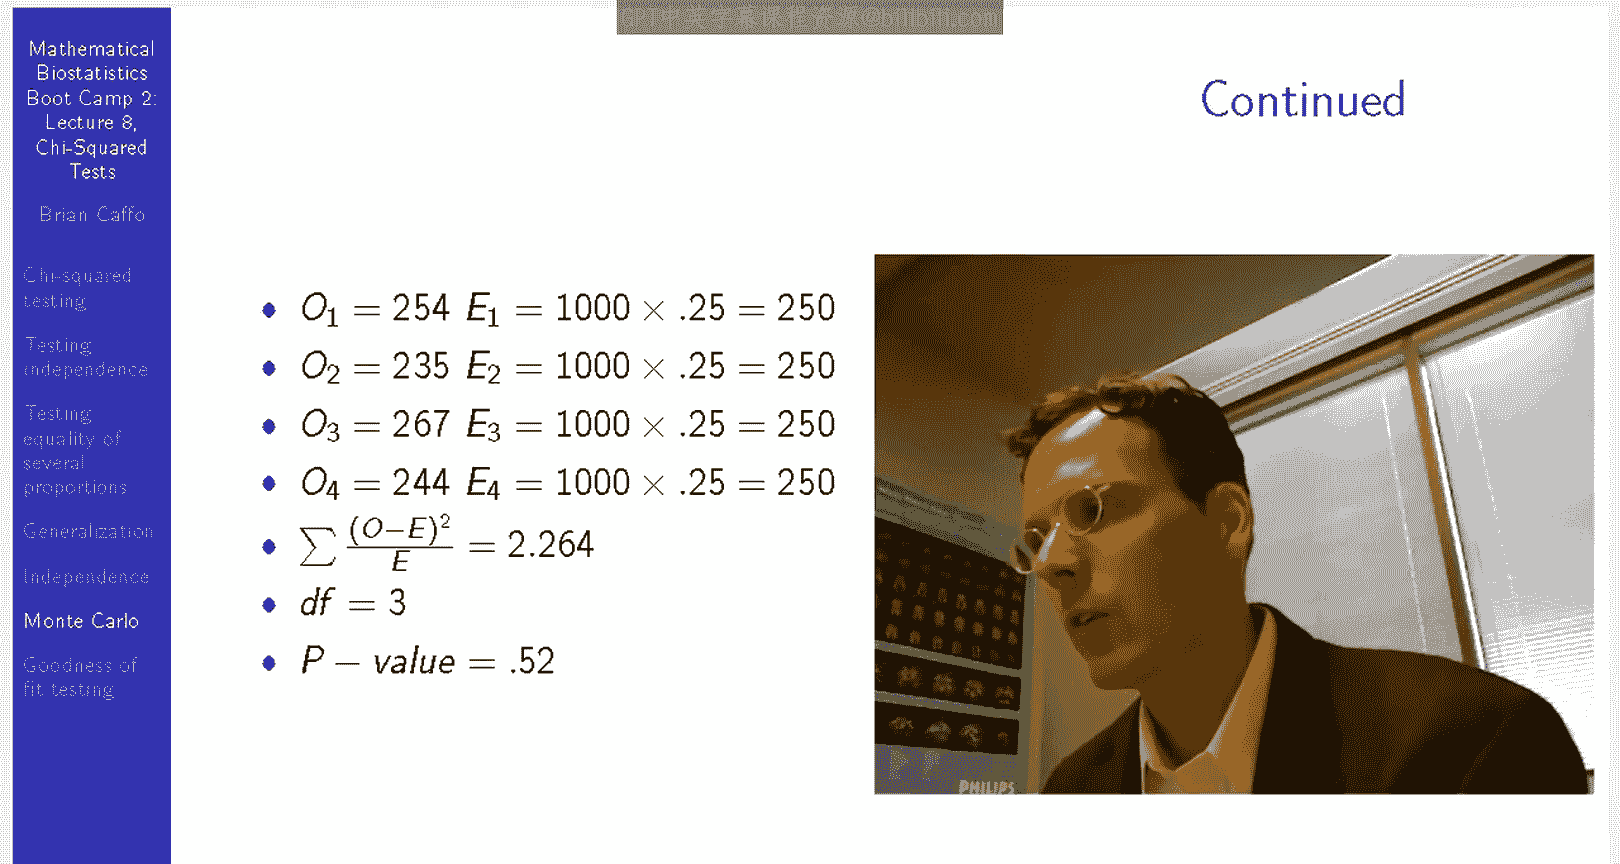 Mathematical
Biostatistics
Boot Camp 2:
Lecture 8,
Chi-Squared
Tests
Brian Caffo
Chi-squared
testing
Testing
independence
Testing
equality of
several
proportions
Generalization
Independence
Monte Carlo
Goodness of
fit testing
Continued
• O₁ = 254 E₁ = 1000 × .25 = 250
• O₂ = 235 E₂ = 1000 × .25 = 250
• O₃ = 267 E₃ = 1000 × .25 = 250
• O₄ = 244 E₄ = 1000 × .25 = 250
• ∑ (O−E)²/E = 2.264
• df = 3
• P − value = .52
PHILIPS